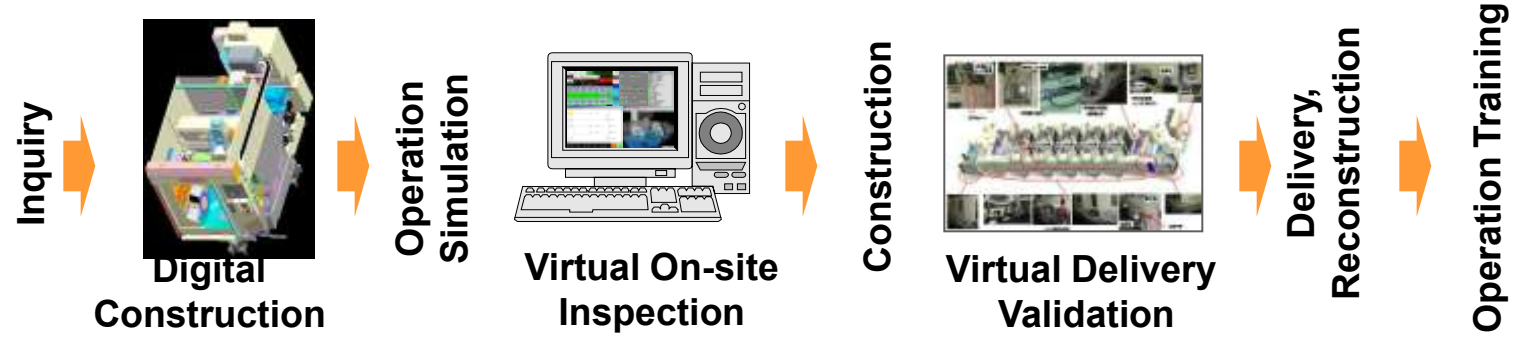 Inquiry
Digital
Construction
Operation
Simulation
Virtual On-site
Inspection
Construction
Virtual Delivery
Validation
Delivery,
Reconstruction
Operation Training